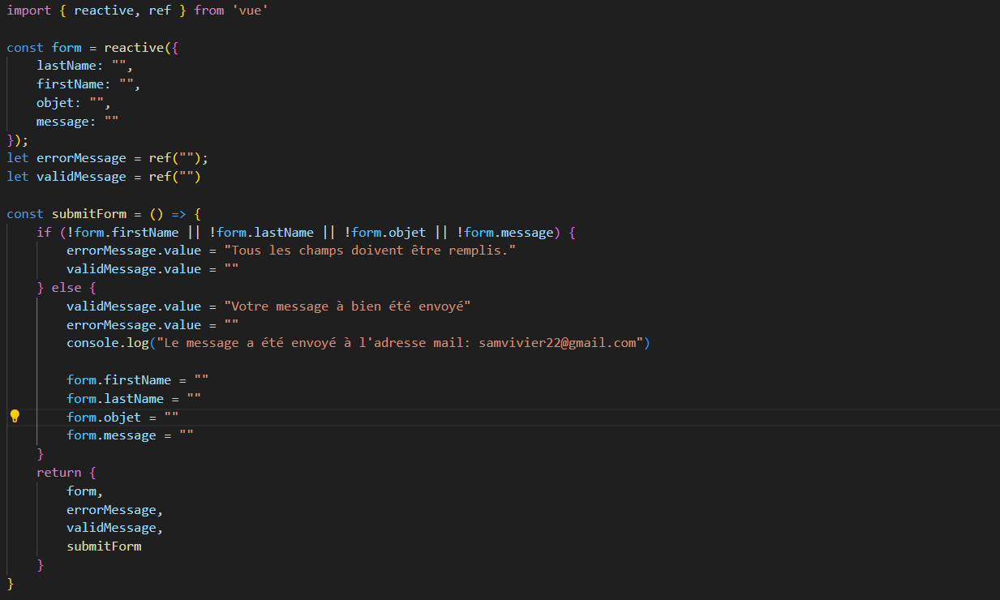 import { reactive, ref } from 'vue'
const form = reactive({
lastName: "",
firstName: "",
objet: "",
message: ""
});
let errorMessage = ref("");
let validMessage = ref("")
const submitForm = () => {
if (!form.firstName || !form.lastName || !form.objet || !form.message) {
errorMessage.value = "Tous les champs doivent être remplis."
validMessage.value = ""
} else {
validMessage.value = "Votre message à bien été envoyé"
errorMessage.value = ""
console.log("Le message a été envoyé à l'adresse mail: samvivier22@gmail.com")
form.firstName = ""
form.lastName = ""
form.objet = ""
form.message = ""
}
return {
form,
errorMessage,
validMessage,
submitForm
}
}